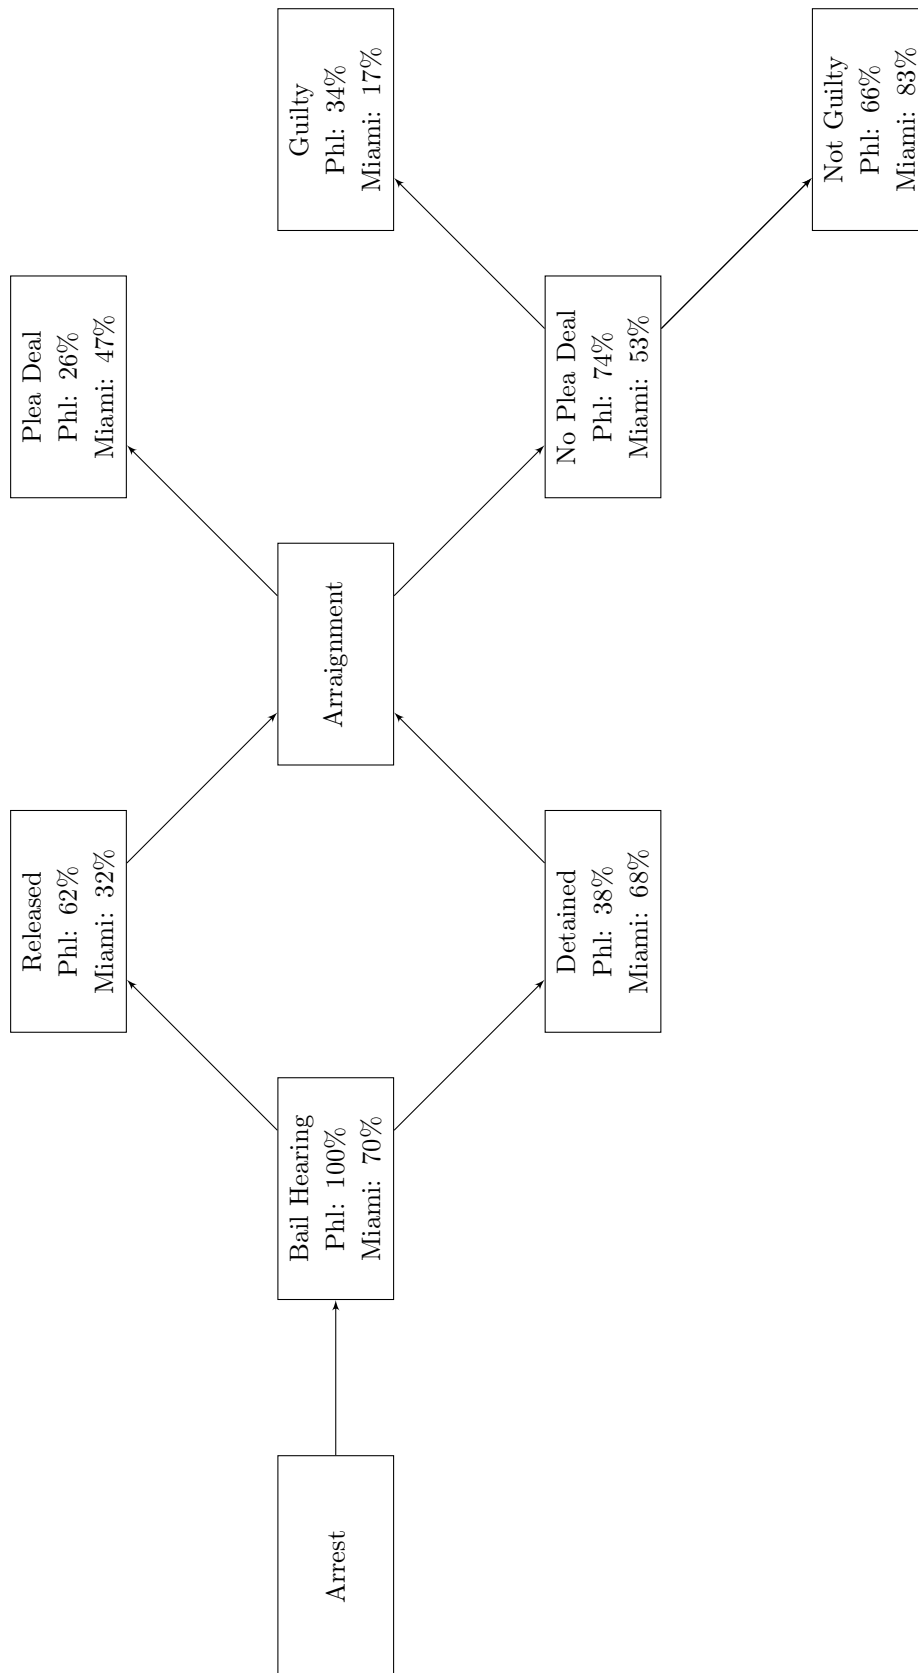 Arrest
Bail Hearing
Phl: 100%
Miami: 70%
Released
Phl: 62%
Miami: 32%
Detained
Phl: 38%
Miami: 68%
Arraignment
Plea Deal
Phl: 26%
Miami: 47%
No Plea Deal
Phl: 74%
Miami: 53%
Guilty
Phl: 34%
Miami: 17%
Not Guilty
Phl: 66%
Miami: 83%